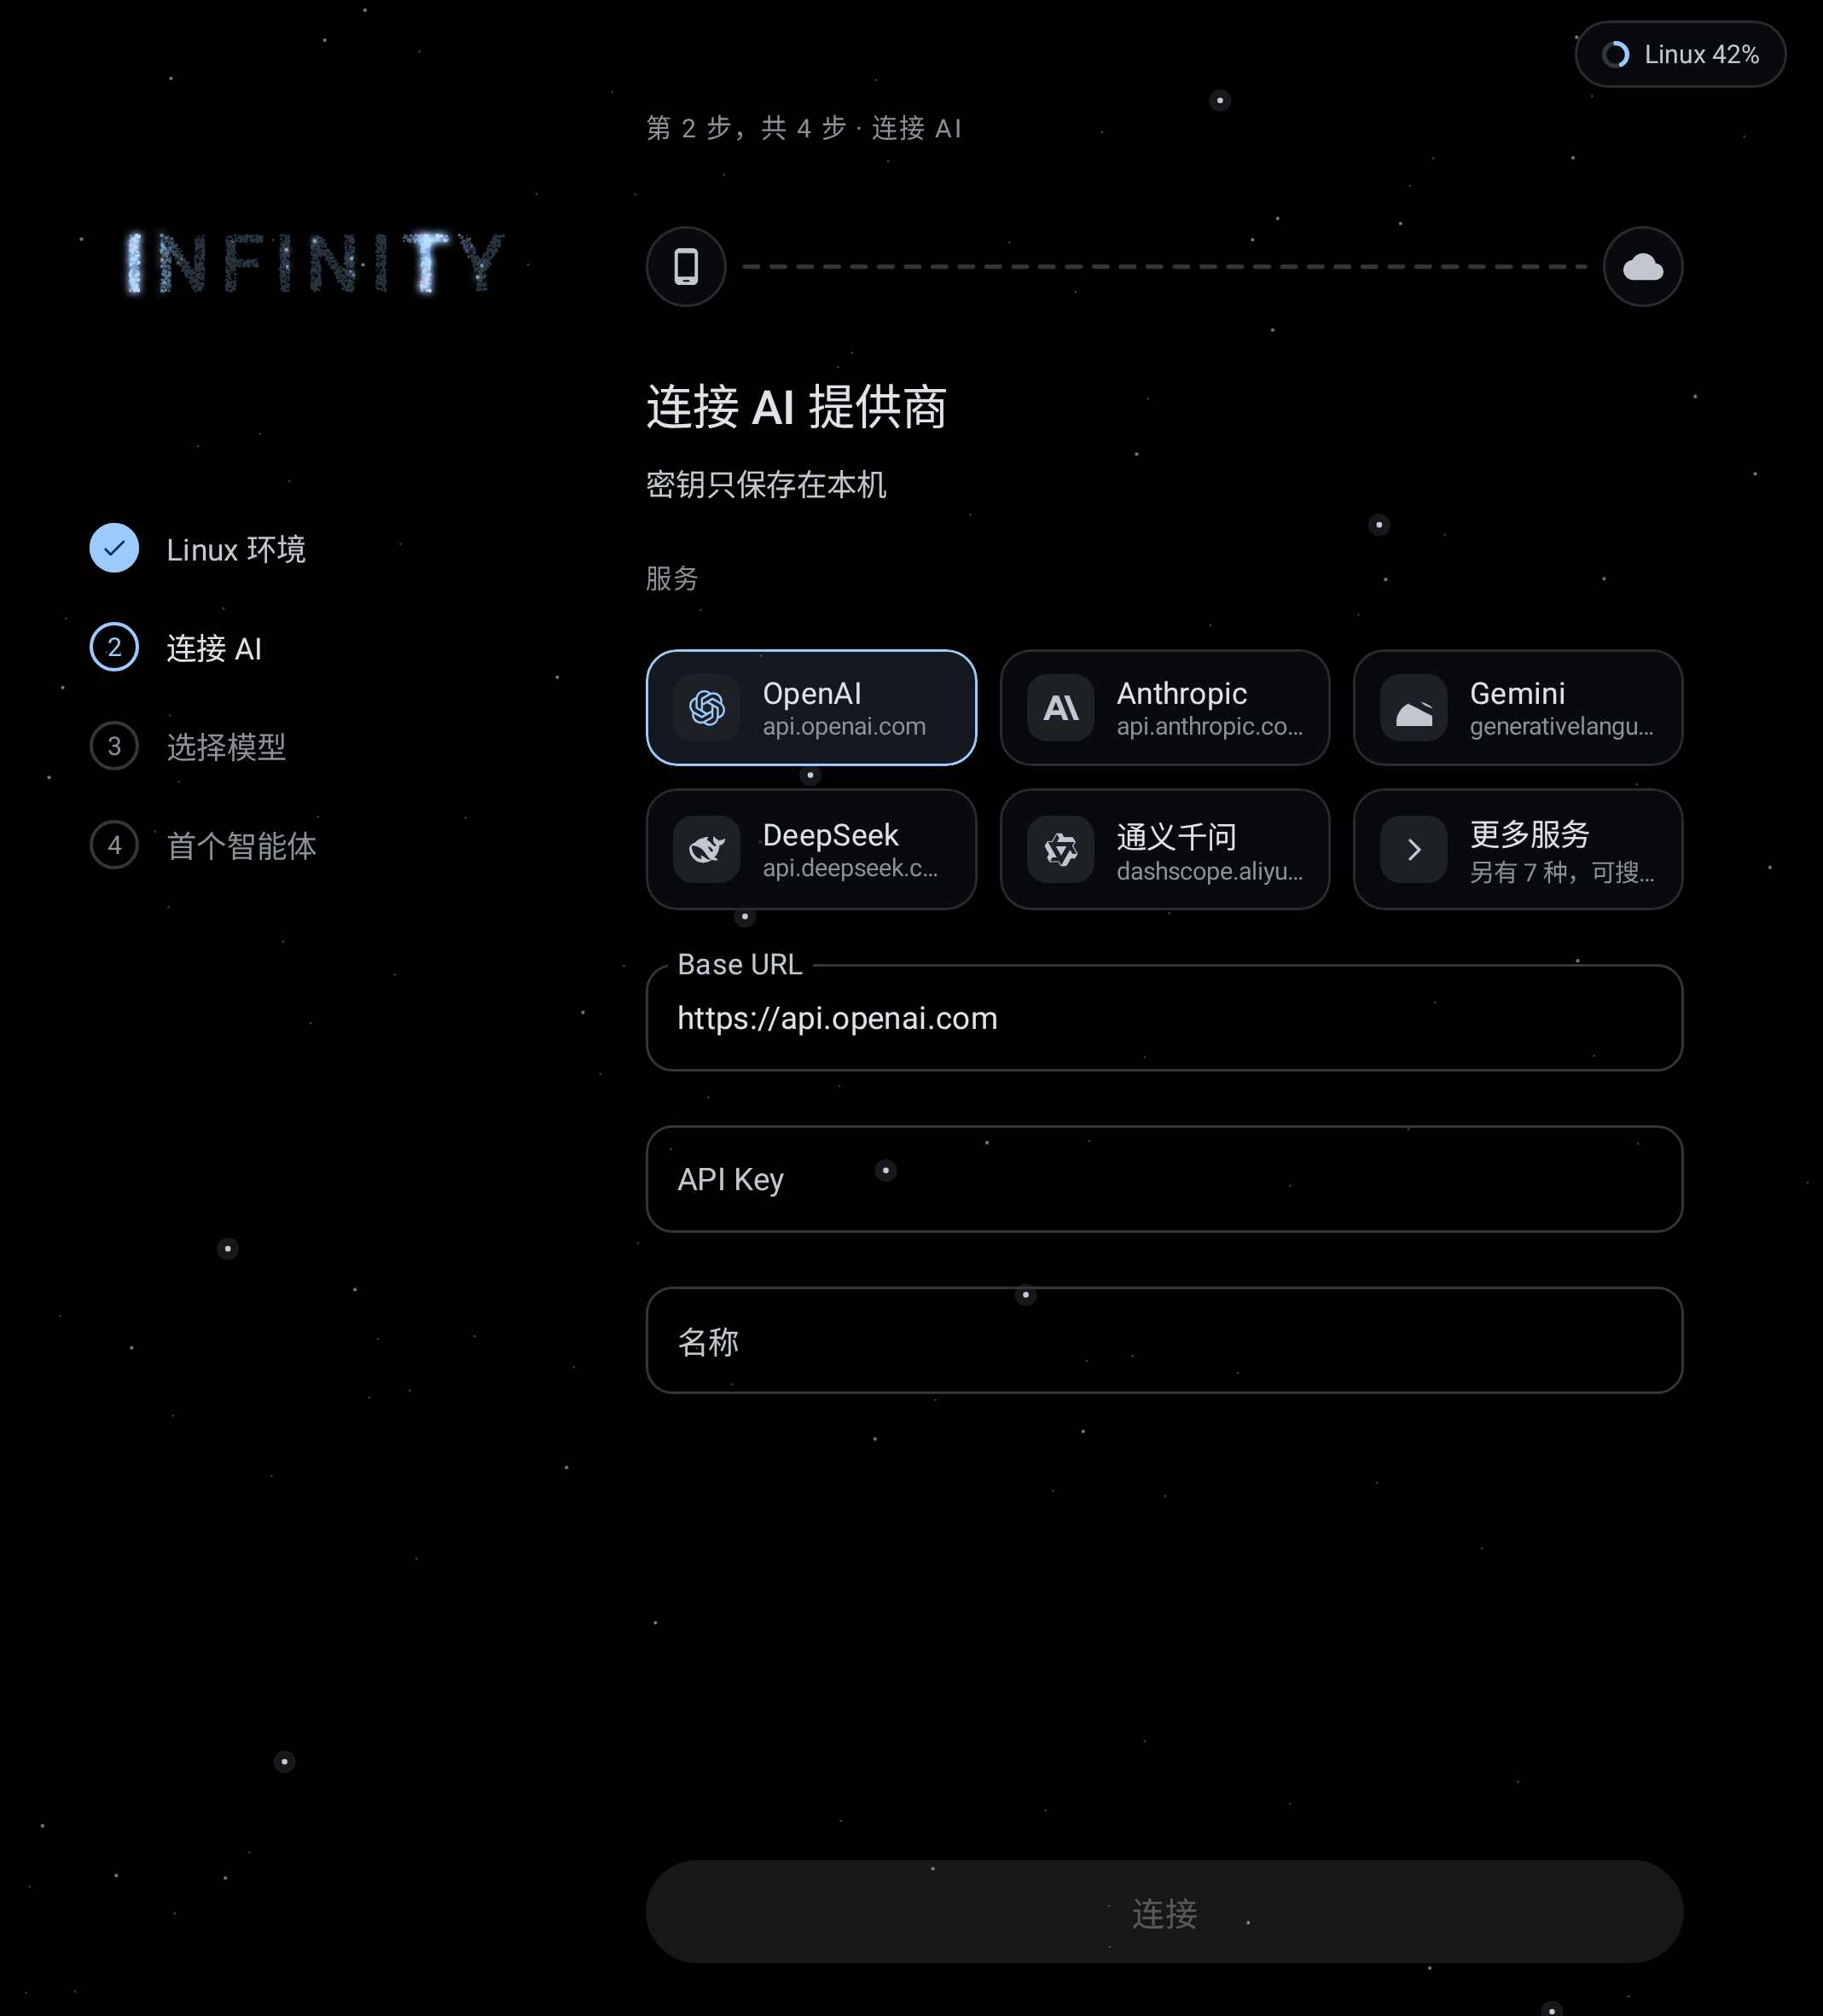 Linux 42%
第 2 步，共 4 步 · 连接 AI
INFINITY
Linux 环境
2 连接 AI
3 选择模型
4 首个智能体
连接 AI 提供商
密钥只保存在本机
服务
OpenAI
api.openai.com
Anthropic
api.anthropic.co...
Gemini
generativelangu...
DeepSeek
api.deepseek.c...
通义千问
dashscope.aliyu...
更多服务
另有 7 种，可搜...
Base URL
https://api.openai.com
API Key
名称
连接